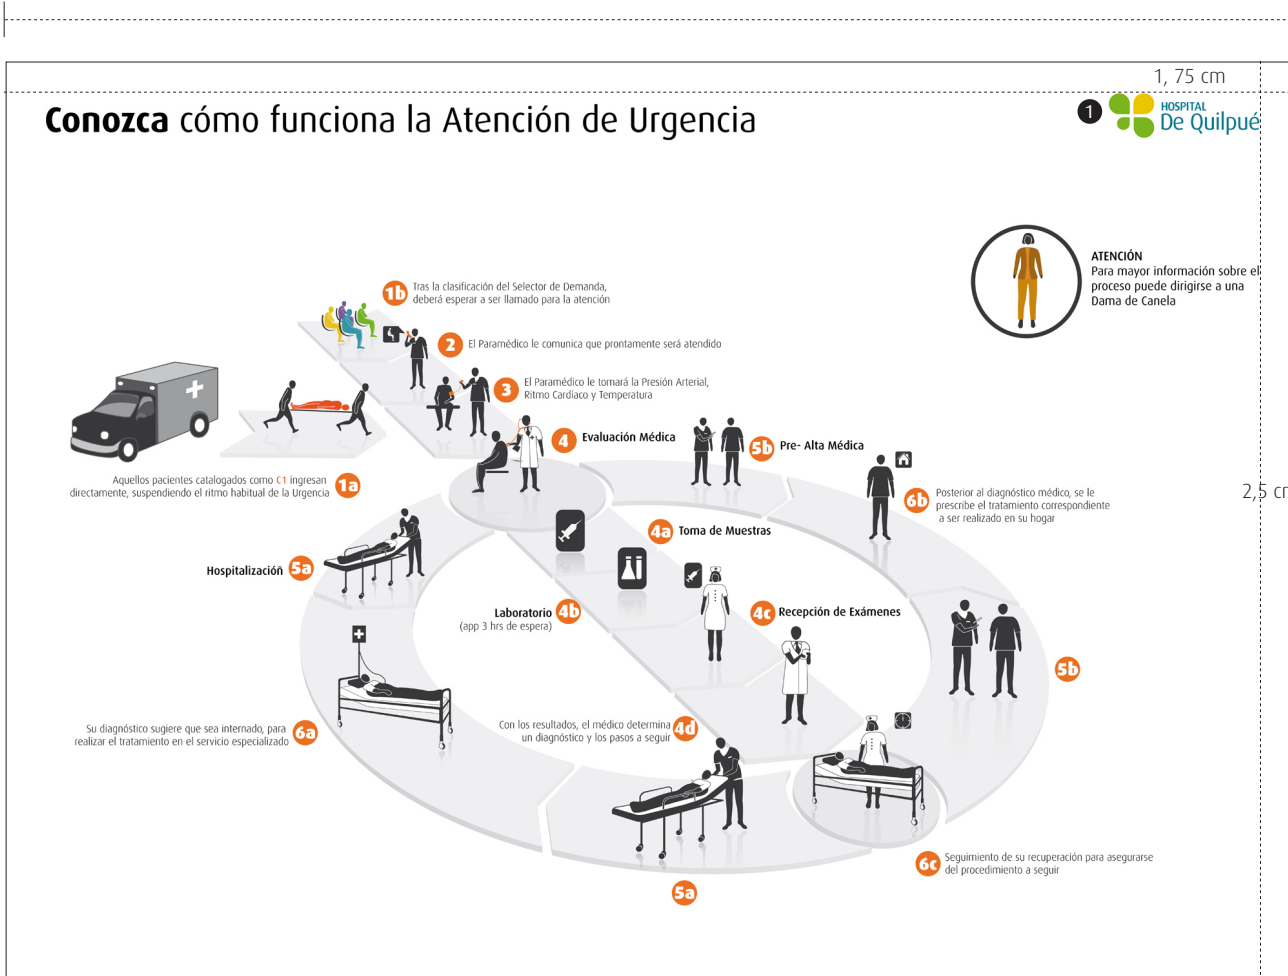 1, 75 cm
Conozca cómo funciona la Atención de Urgencia
1
HOSPITAL
De Quilpué
ATENCIÓN
Para mayor información sobre el
proceso puede dirigirse a una
Dama de Canela
1b
Tras la clasificación del Selector de Demanda,
deberá esperar a ser llamado para la atención
2
El Paramédico le comunica que prontamente será atendido
3
El Paramédico le tomará la Presión Arterial,
Ritmo Cardíaco y Temperatura
4
Evaluación Médica
5b
Pre- Alta Médica
Aquellos pacientes catalogados como C1 ingresan
directamente, suspendiendo el ritmo habitual de la Urgencia
1a
6b
Posterior al diagnóstico médico, se le
prescribe el tratamiento correspondiente
a ser realizado en su hogar
2,5 cm
4a
Toma de Muestras
Hospitalización
5a
Laboratorio
(app 3 hrs de espera)
4b
4c
Recepción de Exámenes
5b
Su diagnóstico sugiere que sea internado, para
realizar el tratamiento en el servicio especializado
6a
Con los resultados, el médico determina
un diagnóstico y los pasos a seguir
4d
6c
Seguimiento de su recuperación para asegurarse
del procedimiento a seguir
5a